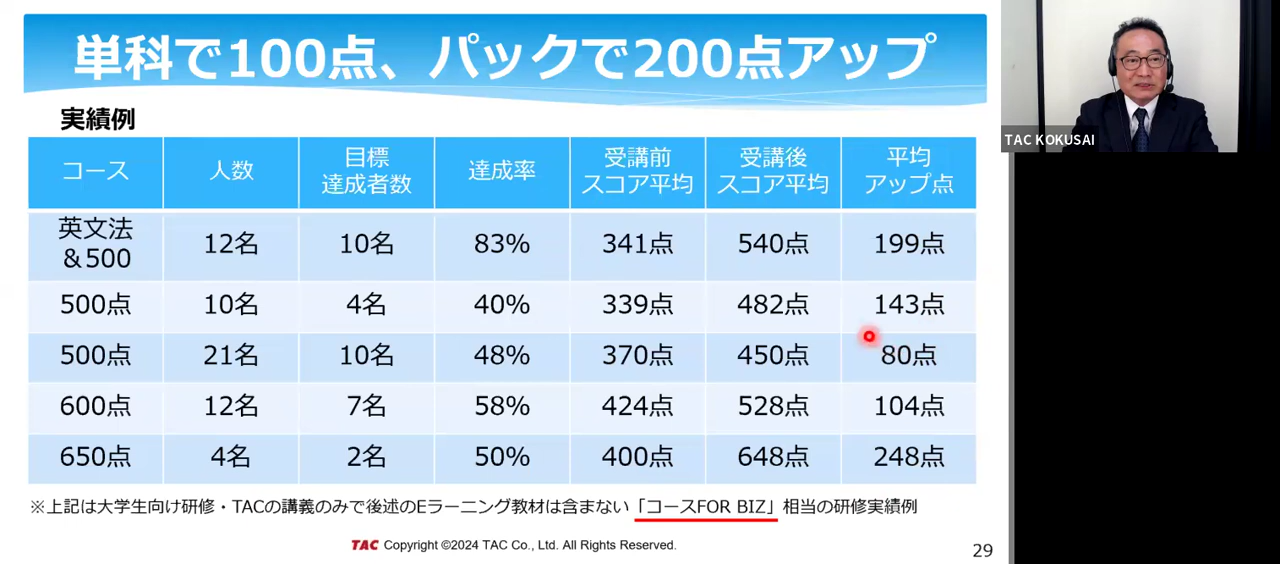 単科で100点、パックで200点アップ
TAC KOKUSAI
実績例
コース 人数 目標達成者数 達成率 受講前スコア平均 受講後スコア平均 平均アップ点
英文法＆500 12名 10名 83% 341点 540点 199点
500点 10名 4名 40% 339点 482点 143点
500点 21名 10名 48% 370点 450点 80点
600点 12名 7名 58% 424点 528点 104点
650点 4名 2名 50% 400点 648点 248点
※上記は大学生向け研修・TACの講義のみで後述のEラーニング教材は含まない「コースFOR BIZ」相当の研修実績例
TAC Copyright ©2024 TAC Co., Ltd. All Rights Reserved.
29